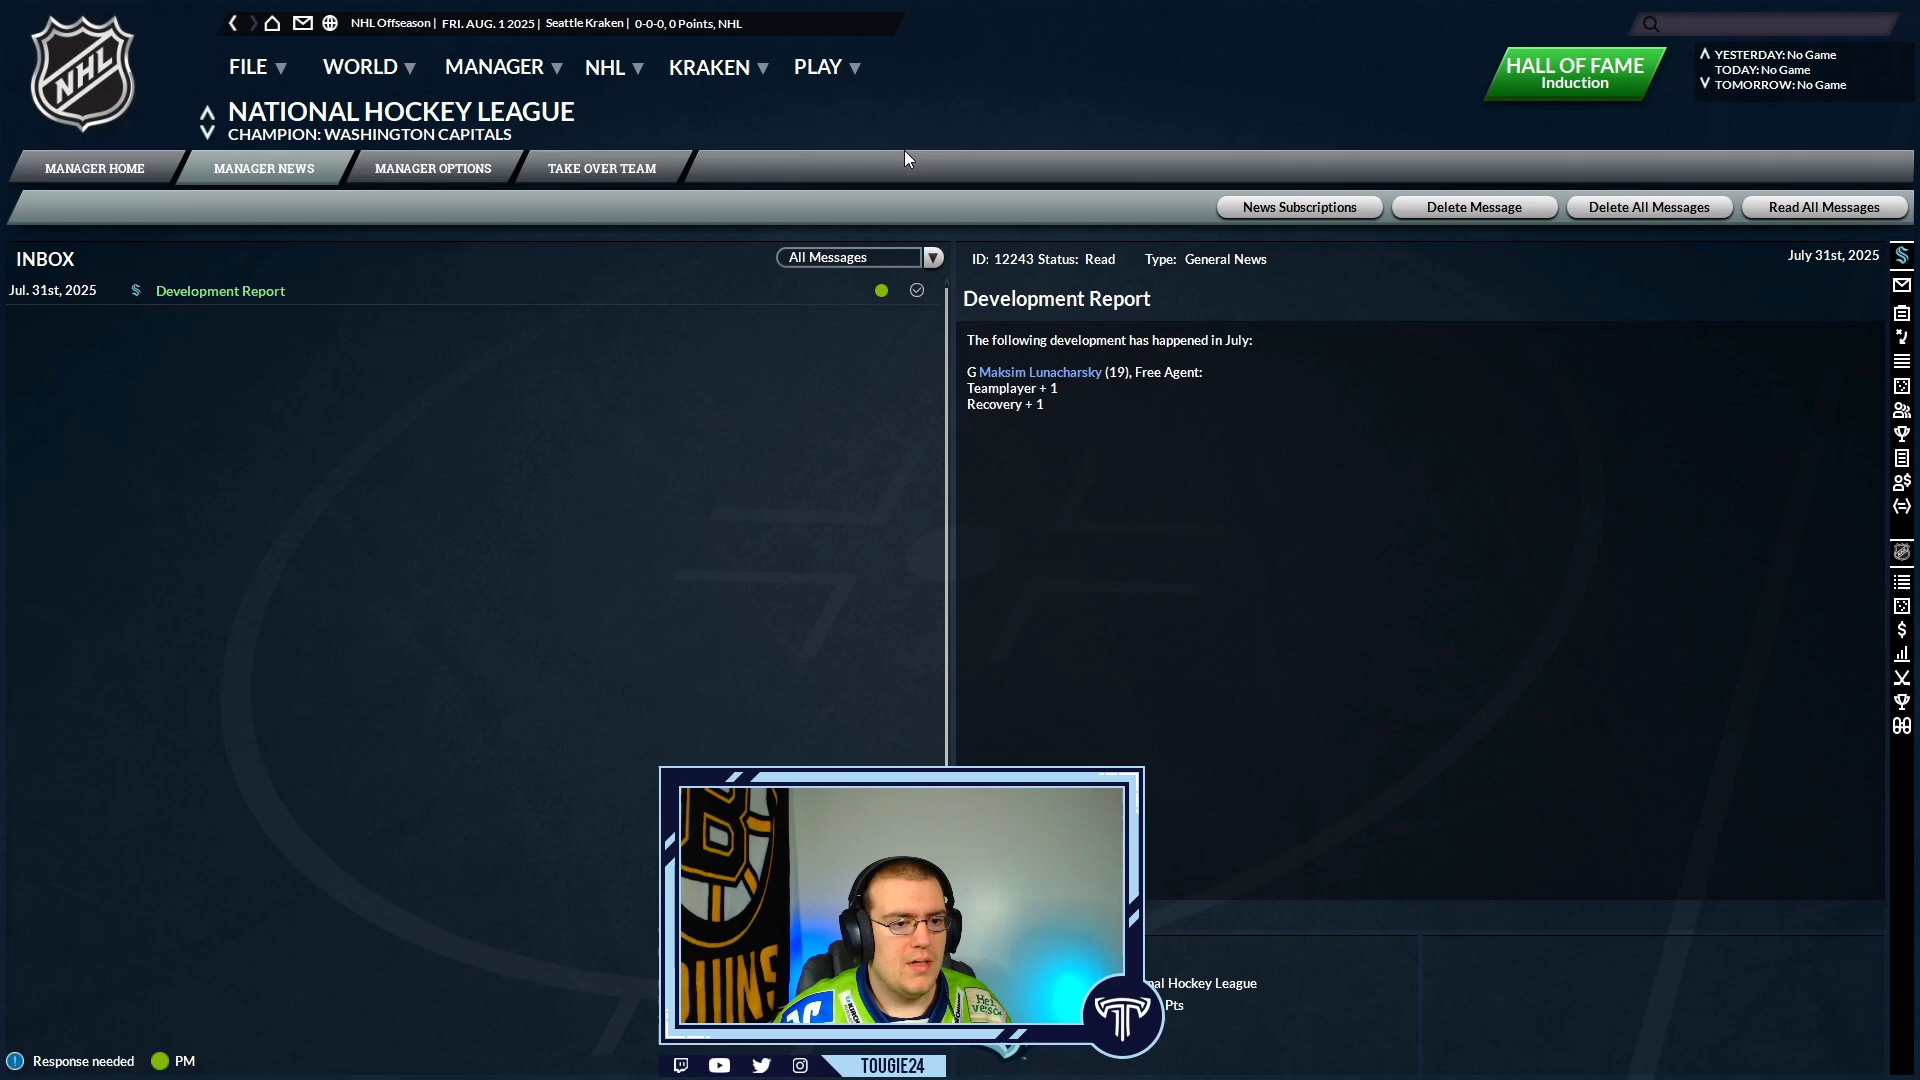 NHL
NHL Offseason | FRI. AUG. 1 2025 | Seattle Kraken | 0-0-0, 0 Points, NHL
FILE WORLD MANAGER NHL KRAKEN PLAY
HALL OF FAME
Induction
YESTERDAY: No Game
TODAY: No Game
TOMORROW: No Game
NATIONAL HOCKEY LEAGUE
CHAMPION: WASHINGTON CAPITALS
MANAGER HOME MANAGER NEWS MANAGER OPTIONS TAKE OVER TEAM
News Subscriptions Delete Message Delete All Messages Read All Messages
INBOX
All Messages
Jul. 31st, 2025 Development Report
ID: 12243 Status: Read Type: General News
July 31st, 2025
Development Report
The following development has happened in July:
G Maksim Lunacharsky (19), Free Agent:
Teamplayer + 1
Recovery + 1
nal Hockey League
Pts
Response needed PM
TOUGIE24